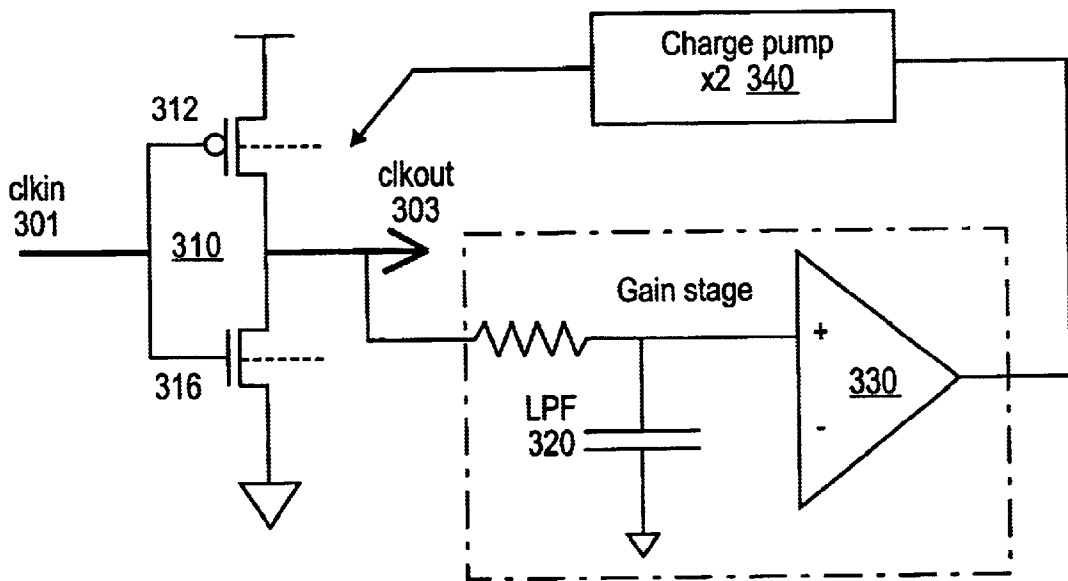 Charge pump
x2 340
312
clkin
301
310
clkout
303
316
Gain stage
LPF
320
+
-
330